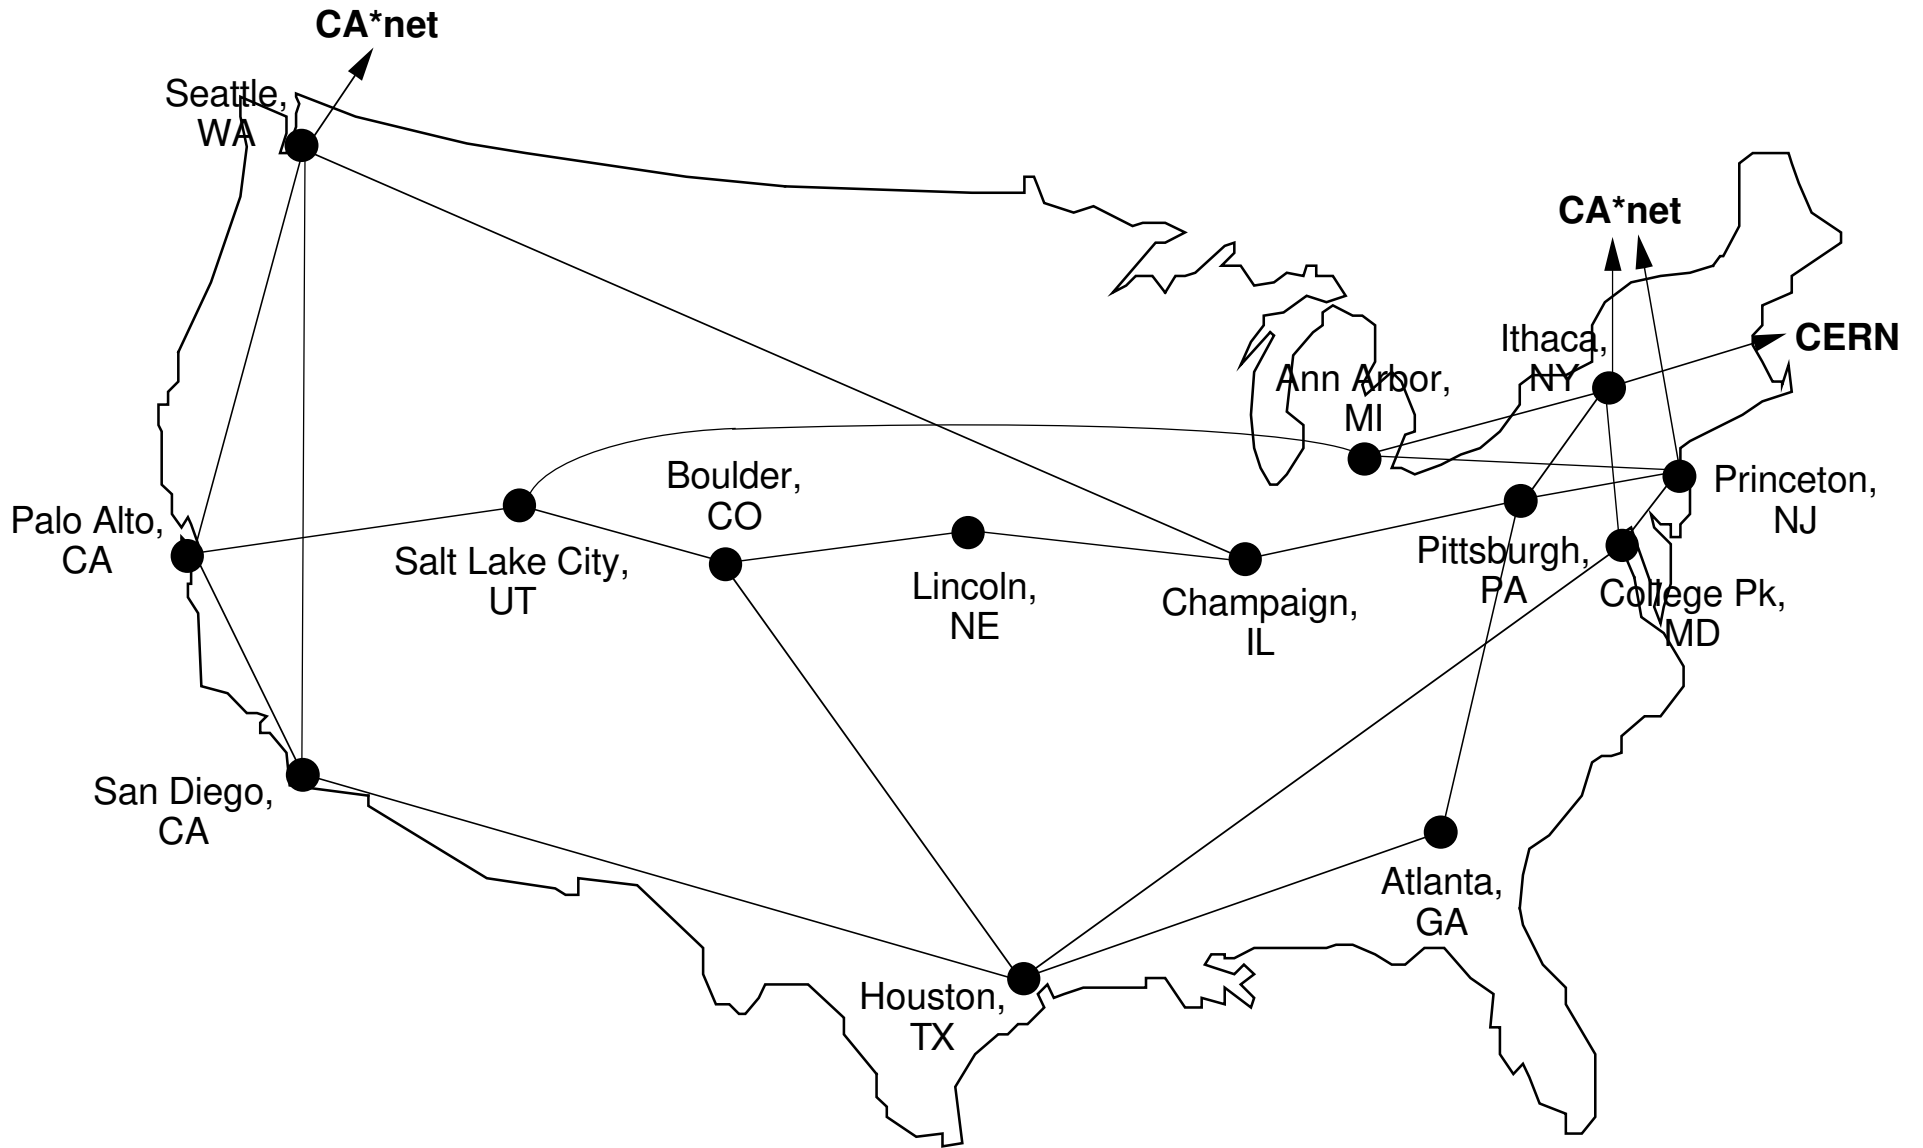 CA*net
Seattle,
WA
CA*net
Ithaca,
NY
CERN
Ann Arbor,
MI
Boulder,
CO
Princeton,
NJ
Palo Alto,
CA
Salt Lake City,
UT
Pittsburgh,
PA
Lincoln,
NE
Champaign,
IL
College Pk,
MD
San Diego,
CA
Atlanta,
GA
Houston,
TX